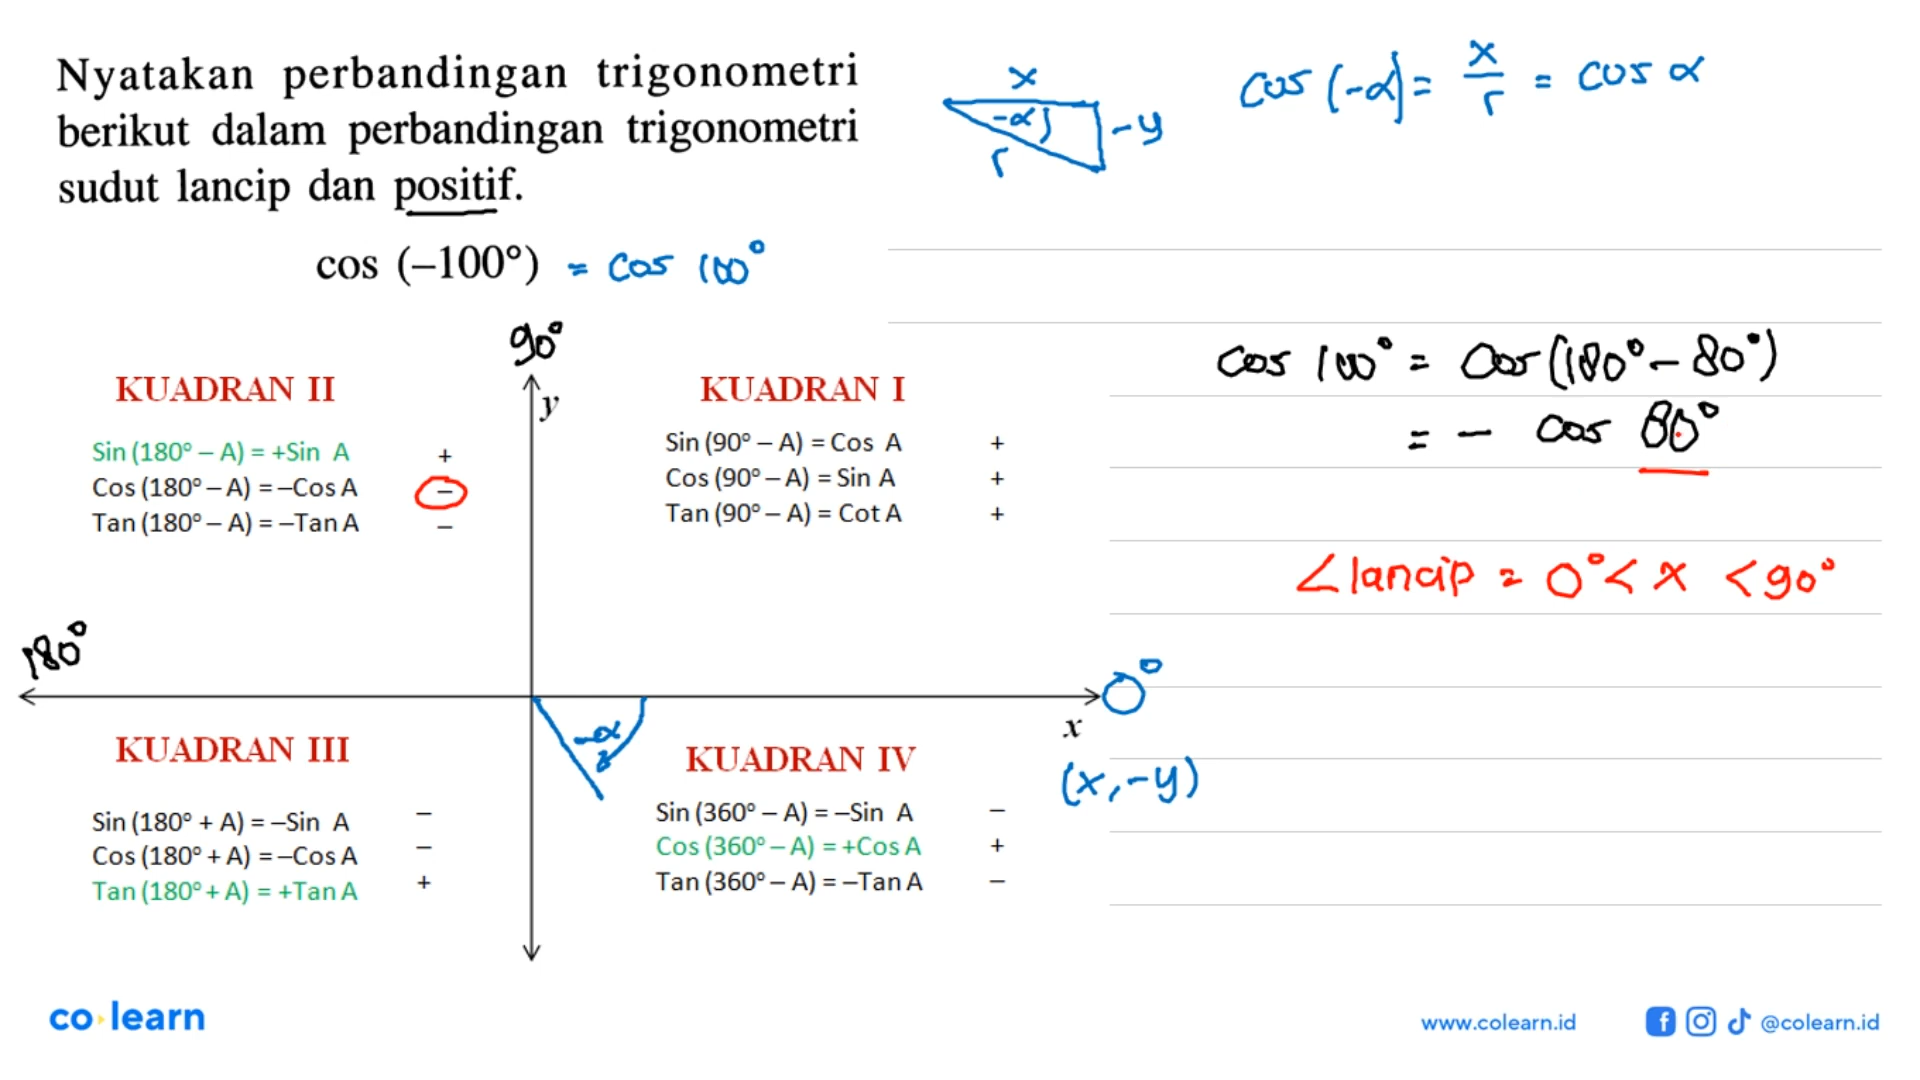 Nyatakan perbandingan trigonometri
berikut dalam perbandingan trigonometri
sudut lancip dan positif.
cos (–100°) = cos 100°
x
-α
-y
r
cos (-α) = x/r = cos α
90°
y
KUADRAN II
Sin (180° – A) = +Sin A +
Cos (180° – A) = –Cos A –
Tan (180° – A) = –Tan A –
KUADRAN I
Sin (90° – A) = Cos A +
Cos (90° – A) = Sin A +
Tan (90° – A) = Cot A +
cos 100° = cos (180° - 80°)
= - cos 80°
∠lancip = 0° < x < 90°
180°
0°
x
-α
(x, -y)
KUADRAN III
Sin (180° + A) = –Sin A –
Cos (180° + A) = –Cos A –
Tan (180° + A) = +Tan A +
KUADRAN IV
Sin (360° – A) = –Sin A –
Cos (360° – A) = +Cos A +
Tan (360° – A) = –Tan A –
co learn
www.colearn.id
@colearn.id